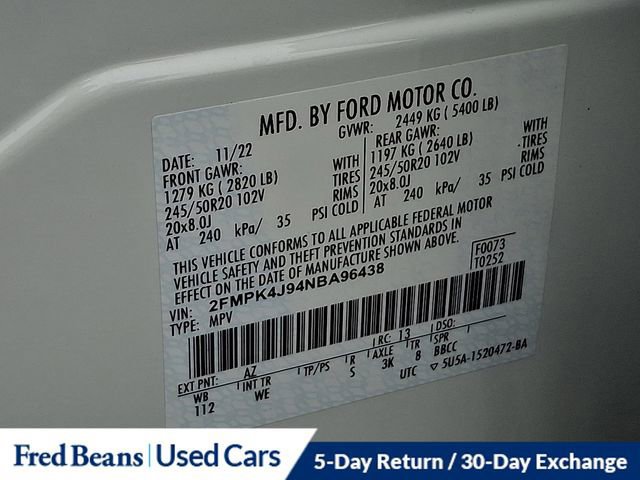 MFD. BY FORD MOTOR CO.
DATE: 11/22 GVWR: 2449 KG ( 5400 LB)
FRONT GAWR: WITH REAR GAWR: WITH
1279 KG ( 2820 LB) TIRES 1197 KG ( 2640 LB) TIRES
245/50R20 102V RIMS 245/50R20 102V RIMS
20x8.0J 20x8.0J
AT 240 kPa/ 35 PSI COLD AT 240 kPa/ 35 PSI COLD
THIS VEHICLE CONFORMS TO ALL APPLICABLE FEDERAL MOTOR
VEHICLE SAFETY AND THEFT PREVENTION STANDARDS IN
EFFECT ON THE DATE OF MANUFACTURE SHOWN ABOVE.
F0073
T0252
VIN: 2FMPK4J94NBA96438
TYPE: MPV
EXT PNT: AZ RC: 13 DSO:
WB INT TR TP/PS R AXLE TR SPR
112 WE S 3K 8 BBCC
UTC ▽ 5U5A-1520472-BA
Fred Beans | Used Cars 5-Day Return / 30-Day Exchange